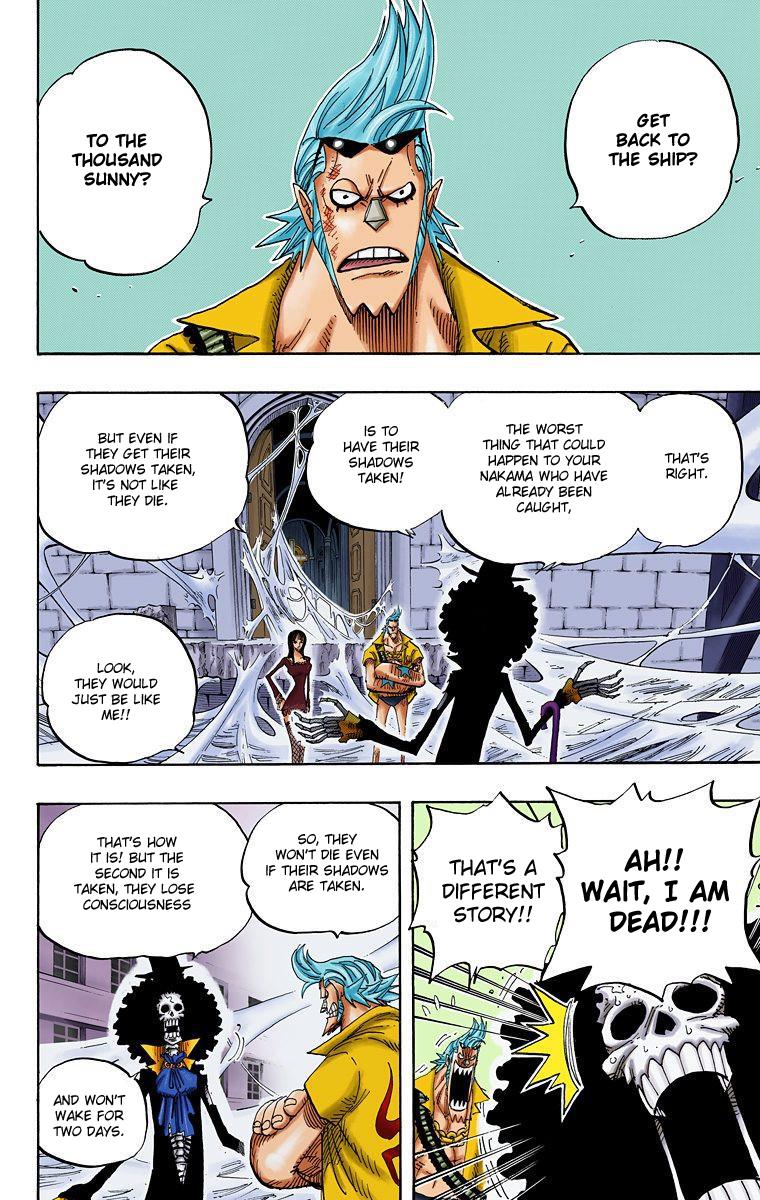 GET
BACK TO
THE SHIP?
TO THE
THOUSAND
SUNNY?
THAT'S
RIGHT.
THE WORST
THING THAT COULD
HAPPEN TO YOUR
NAKAMA WHO HAVE
ALREADY BEEN
CAUGHT,
IS TO
HAVE THEIR
SHADOWS
TAKEN!
BUT EVEN IF
THEY GET THEIR
SHADOWS TAKEN,
IT'S NOT LIKE
THEY DIE.
LOOK,
THEY WOULD
JUST BE LIKE
ME!!
AH!!
WAIT, I AM
DEAD!!!
THAT'S A
DIFFERENT
STORY!!
SO, THEY
WON'T DIE EVEN
IF THEIR SHADOWS
ARE TAKEN.
THAT'S HOW
IT IS! BUT THE
SECOND IT IS
TAKEN, THEY LOSE
CONSCIOUSNESS
AND WON'T
WAKE FOR
TWO DAYS.